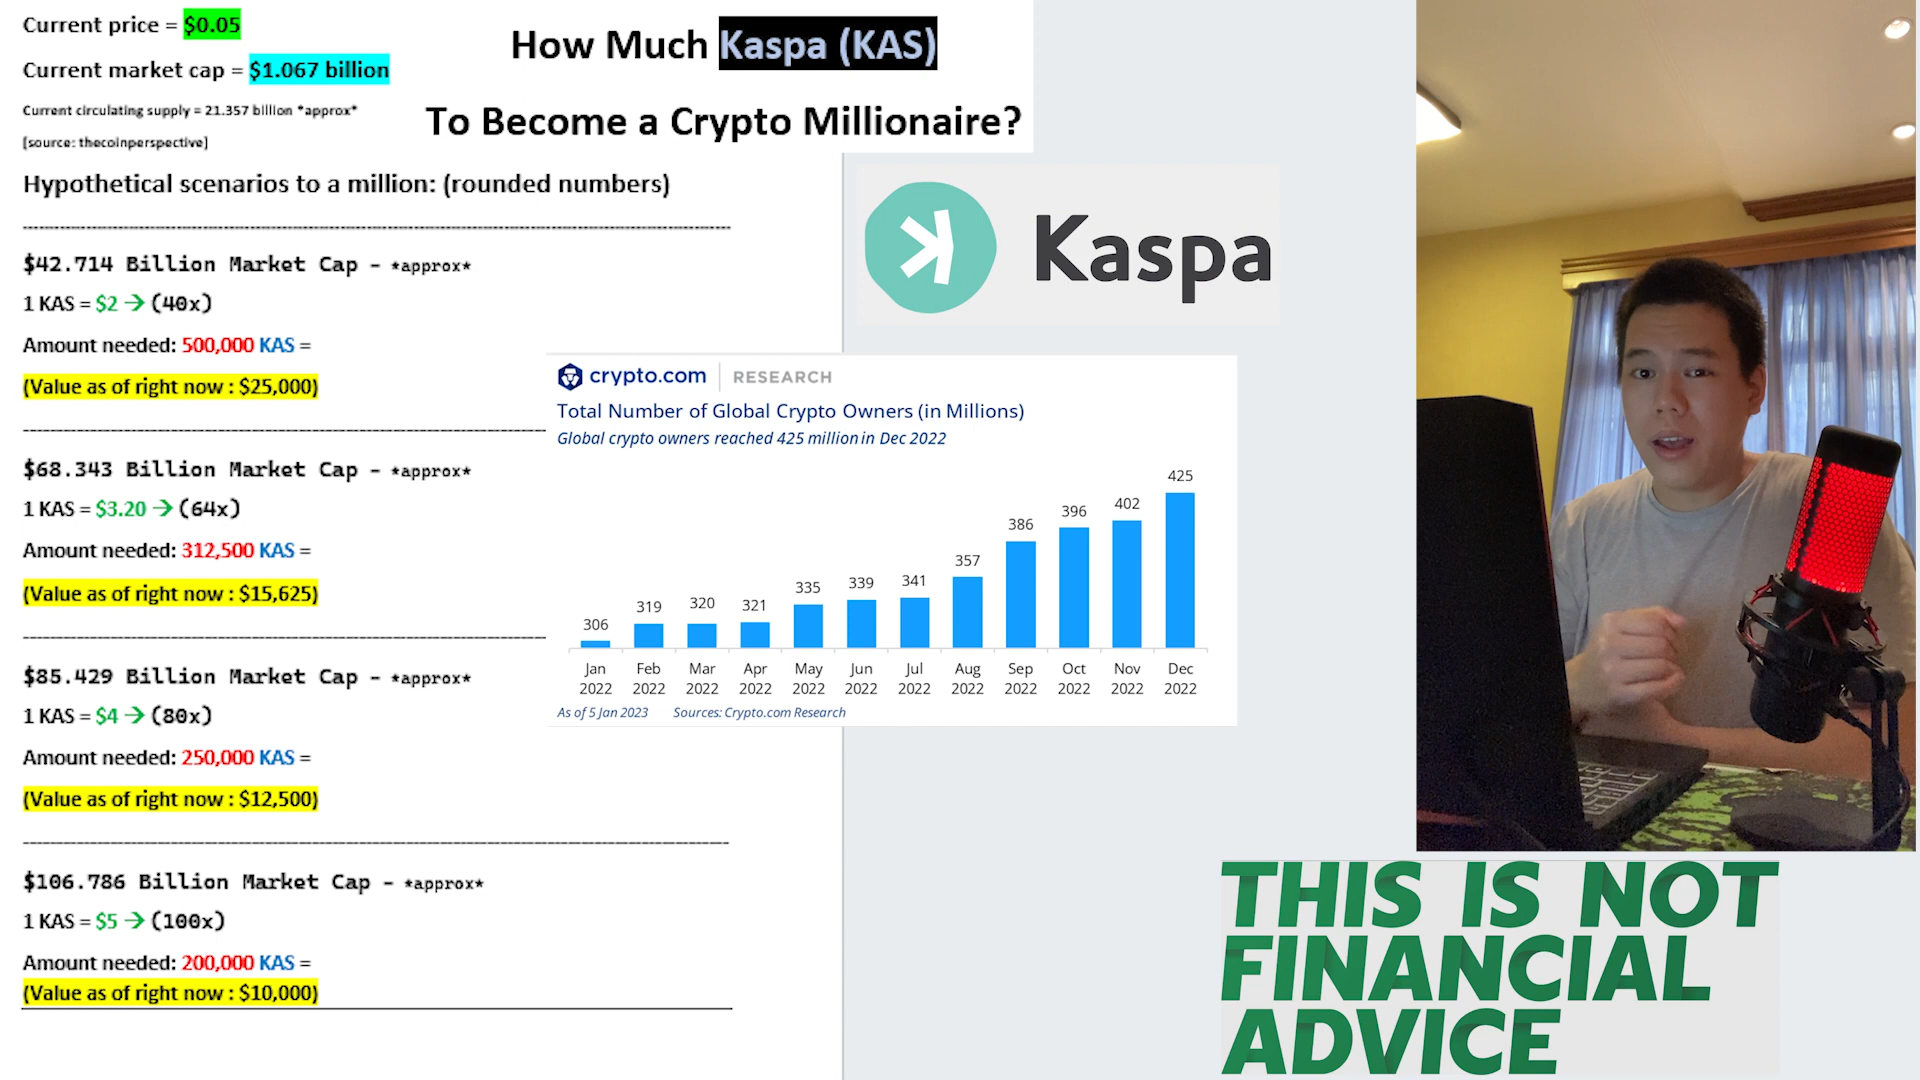 Current price = $0.05
Current market cap = $1.067 billion
Current circulating supply = 21.357 billion *approx*
[source: thecoinperspective]
How Much Kaspa (KAS)
To Become a Crypto Millionaire?
Hypothetical scenarios to a million: (rounded numbers)
$42.714 Billion Market Cap – *approx*
1 KAS = $2 → (40x)
Amount needed: 500,000 KAS =
(Value as of right now : $25,000)
$68.343 Billion Market Cap – *approx*
1 KAS = $3.20 → (64x)
Amount needed: 312,500 KAS =
(Value as of right now : $15,625)
$85.429 Billion Market Cap – *approx*
1 KAS = $4 → (80x)
Amount needed: 250,000 KAS =
(Value as of right now : $12,500)
$106.786 Billion Market Cap – *approx*
1 KAS = $5 → (100x)
Amount needed: 200,000 KAS =
(Value as of right now : $10,000)
Kaspa
crypto.com | RESEARCH
Total Number of Global Crypto Owners (in Millions)
Global crypto owners reached 425 million in Dec 2022
306 319 320 321 335 339 341 357 386 396 402 425
Jan Feb Mar Apr May Jun Jul Aug Sep Oct Nov Dec
2022 2022 2022 2022 2022 2022 2022 2022 2022 2022 2022 2022
As of 5 Jan 2023 Sources: Crypto.com Research
THIS IS NOT
FINANCIAL
ADVICE